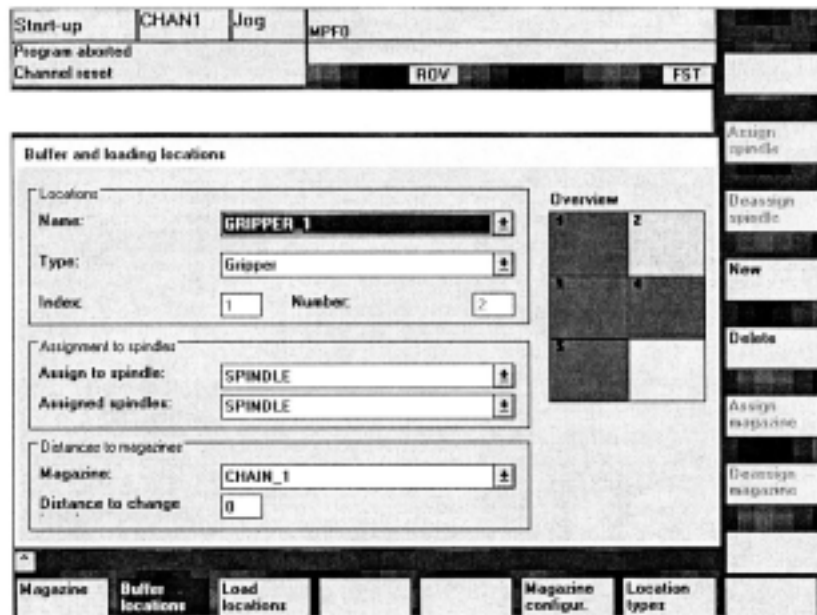 Start-up CHAN1 Jog MPF0
Program aborted
Channel reset ROV FST
Buffer and loading locations
Locations
Name: GRIPPER_1
Type: Gripper
Index: 1 Number: 2
Assignment to spindles
Assign to spindle: SPINDLE
Assigned spindles: SPINDLE
Distances to magazines
Magazine: CHAIN_1
Distance to change 0
Overview
1 2
3 4
5
Assign spindle
Deassign spindle
New
Delete
Assign magazine
Deassign magazine
^
Magazine Buffer locations Load locations Magazine configur. Location types